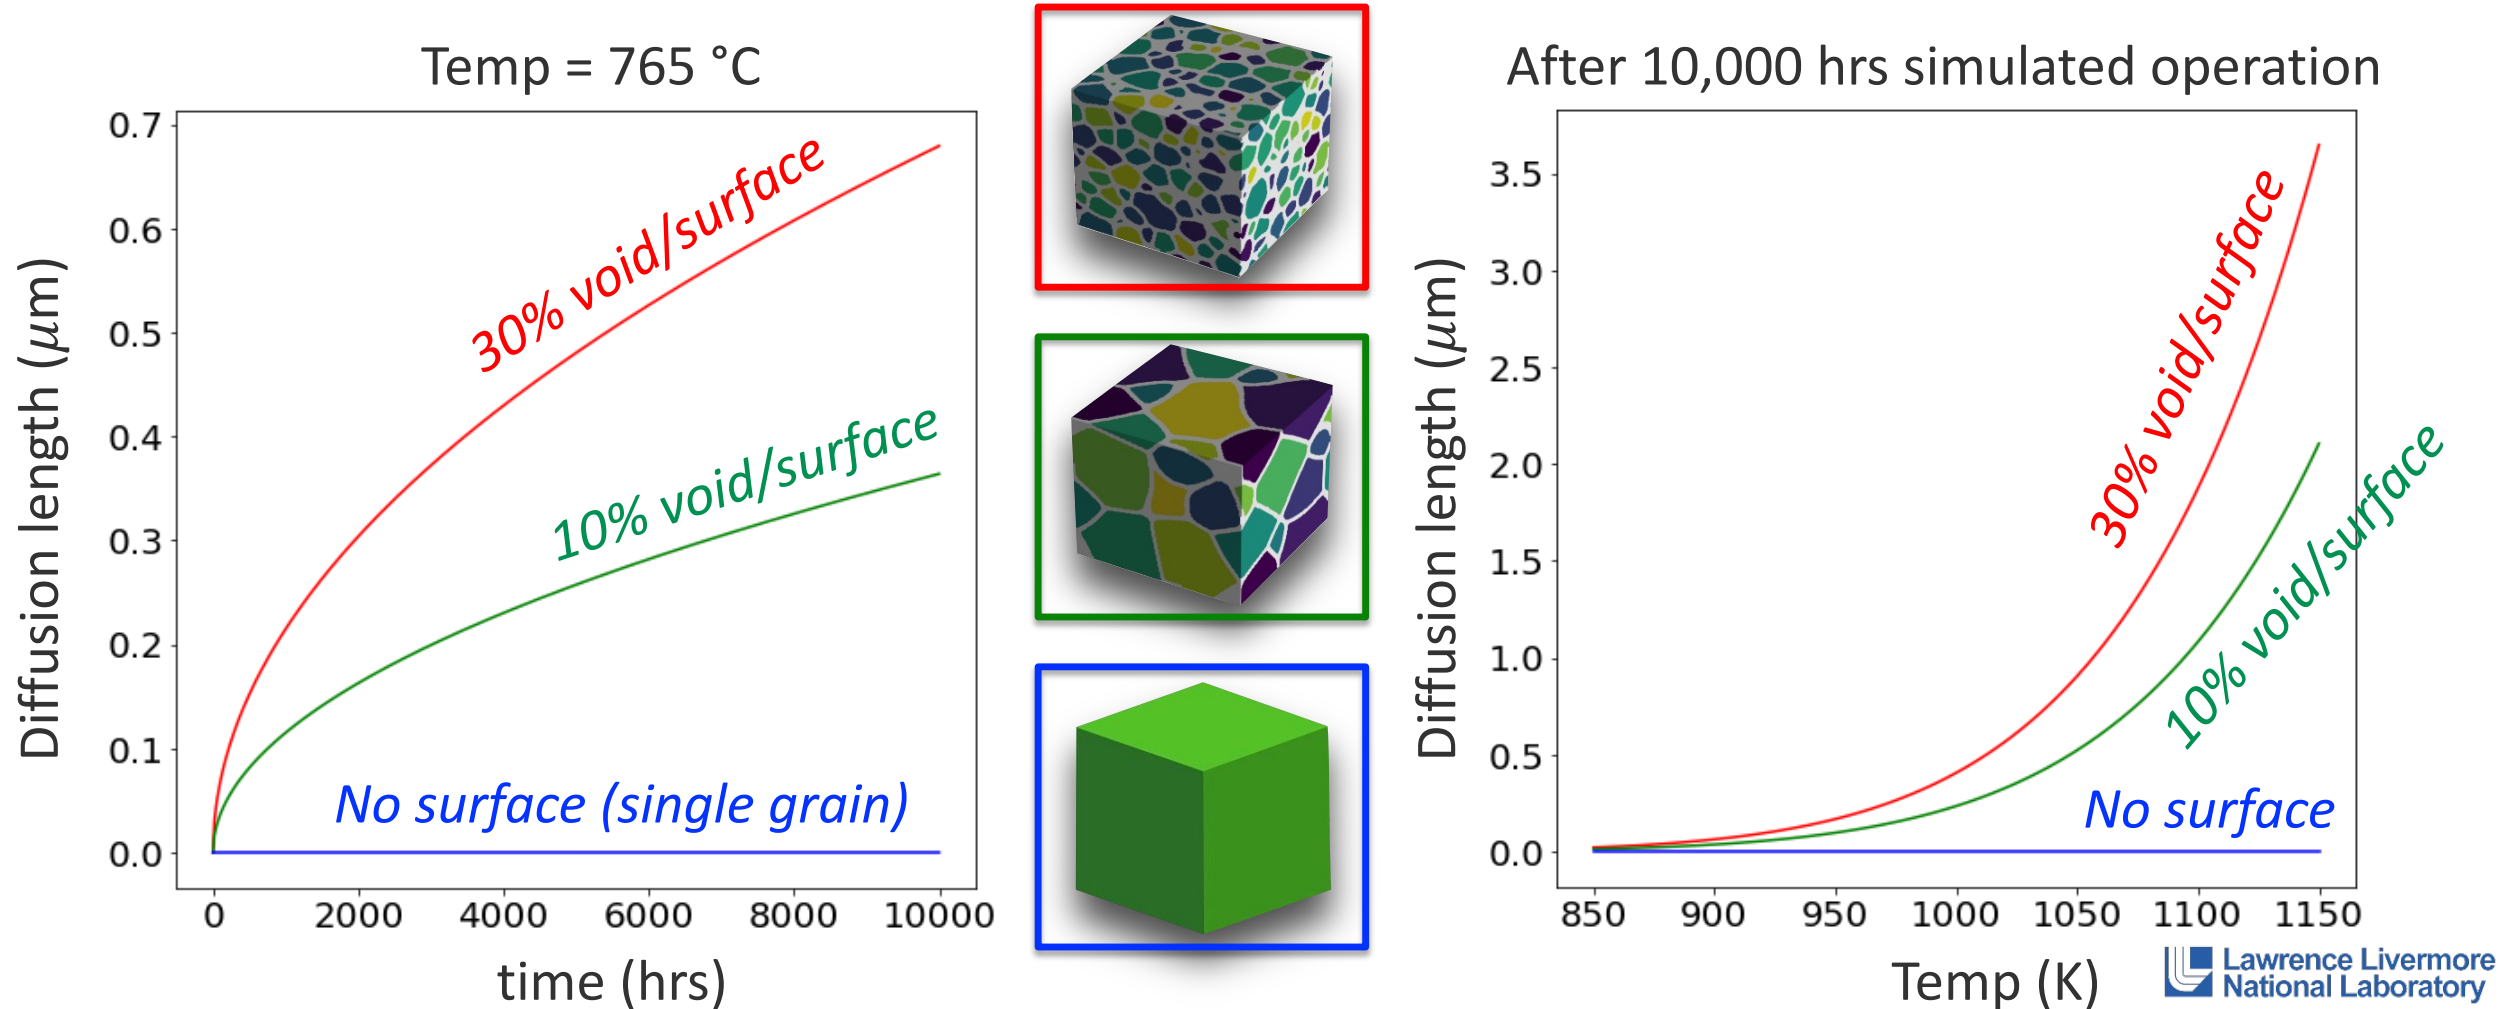 Temp = 765 °C
Diffusion length (μm)
0.7
0.6
0.5
0.4
0.3
0.2
0.1
0.0
30% void/surface
10% void/surface
No surface (single grain)
0 2000 4000 6000 8000 10000
time (hrs)
After 10,000 hrs simulated operation
Diffusion length (μm)
3.5
3.0
2.5
2.0
1.5
1.0
0.5
0.0
30% void/surface
10% void/surface
No surface
850 900 950 1000 1050 1100 1150
Temp (K)
Lawrence Livermore
National Laboratory